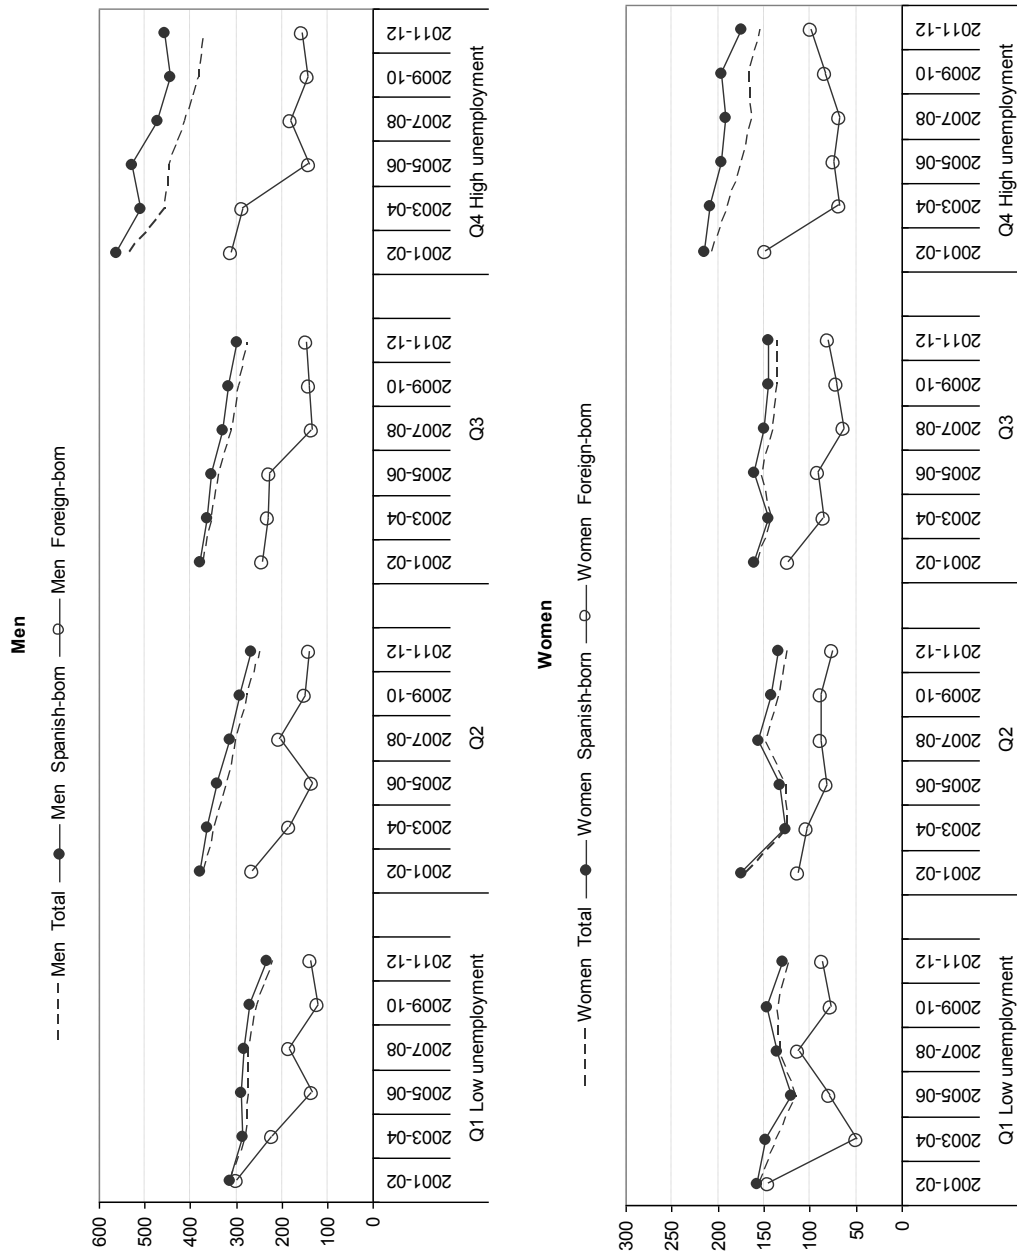 Men
Men Total Men Spanish-born Men Foreign-born
600
500
400
300
200
100
0
2001-02 2003-04 2005-06 2007-08 2009-10 2011-12 2001-02 2003-04 2005-06 2007-08 2009-10 2011-12 2001-02 2003-04 2005-06 2007-08 2009-10 2011-12 2001-02 2003-04 2005-06 2007-08 2009-10 2011-12
Q1 Low unemployment Q2 Q3 Q4 High unemployment
Women
Women Total Women Spanish-born Women Foreign-born
300
250
200
150
100
50
0
2001-02 2003-04 2005-06 2007-08 2009-10 2011-12 2001-02 2003-04 2005-06 2007-08 2009-10 2011-12 2001-02 2003-04 2005-06 2007-08 2009-10 2011-12 2001-02 2003-04 2005-06 2007-08 2009-10 2011-12
Q1 Low unemployment Q2 Q3 Q4 High unemployment